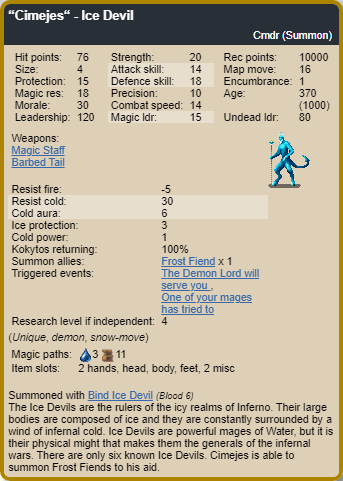 “Cimejes“ - Ice Devil
Cmdr (Summon)
Hit points: 76 Strength: 20 Rec points: 10000
Size: 4 Attack skill: 14 Map move: 16
Protection: 15 Defence skill: 18 Encumbrance: 1
Magic res: 18 Precision: 10 Age: 370
Morale: 30 Combat speed: 14 (1000)
Leadership: 120 Magic ldr: 15 Undead ldr: 80
Weapons:
Magic Staff
Barbed Tail
Resist fire: -5
Resist cold: 30
Cold aura: 6
Ice protection: 3
Cold power: 1
Kokytos returning: 100%
Summon allies: Frost Fiend x 1
Triggered events: The Demon Lord will
serve you ,
One of your mages
has tried to
Research level if independent: 4
(Unique, demon, snow-move)
Magic paths: 3 11
Item slots: 2 hands, head, body, feet, 2 misc
Summoned with Bind Ice Devil (Blood 6)
The Ice Devils are the rulers of the icy realms of Inferno. Their large
bodies are composed of ice and they are constantly surrounded by a
wind of infernal cold. Ice Devils are powerful mages of Water, but it is
their physical might that makes them the generals of the infernal
wars. There are only six known Ice Devils. Cimejes is able to
summon Frost Fiends to his aid.